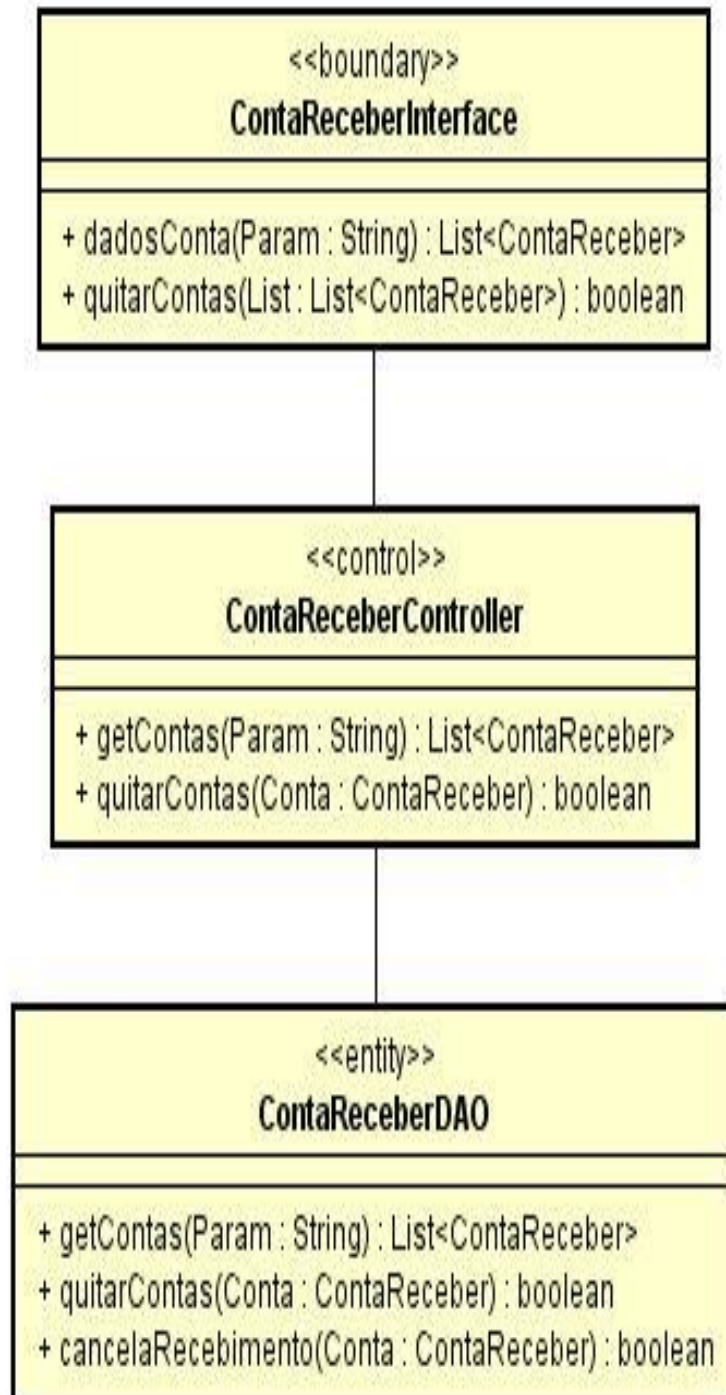 <<boundary>>
ContaReceberInterface
+ dadosConta(Param : String) : List<ContaReceber>
+ quitarContas(List : List<ContaReceber>) : boolean
<<control>>
ContaReceberController
+ getContas(Param : String) : List<ContaReceber>
+ quitarContas(Conta : ContaReceber) : boolean
<<entity>>
ContaReceberDAO
+ getContas(Param : String) : List<ContaReceber>
+ quitarContas(Conta : ContaReceber) : boolean
+ cancelaRecebimento(Conta : ContaReceber) : boolean